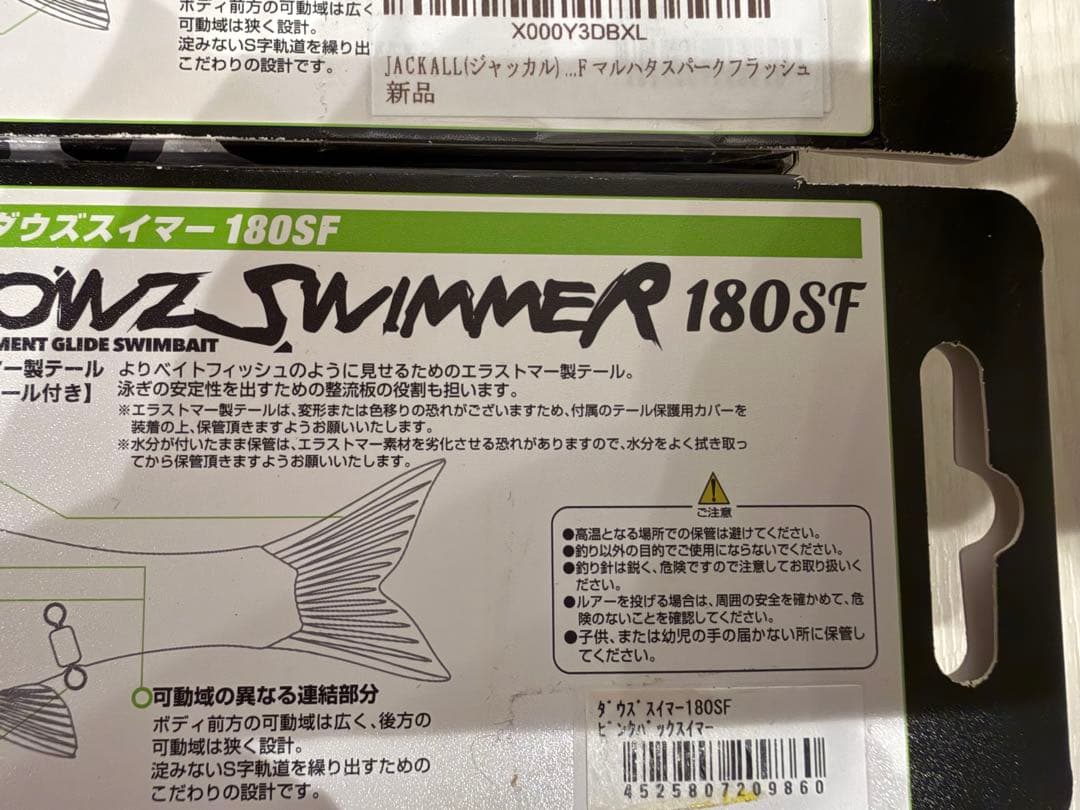 ボディ前方の可動域は広く
可動域は狭く設計。
淀みないS字軌道を繰り出
こだわりの設計です。
X000Y3DBXL
JACKALL(ジャッカル) ...F マルハタスパークフラッシュ
新品
ダウズスイマー 180SF
OWZ SWIMMER 180SF
MENT GLIDE SWIMBAIT
ー製テール
ール付き】
よりベイトフィッシュのように見せるためのエラストマー製テール。
泳ぎの安定性を出すための整流板の役割も担います。
※エラストマー製テールは、変形または色移りの恐れがございますため、付属のテール保護用カバーを
装着の上、保管頂きますようお願いいたします。
※水分が付いたまま保管は、エラストマー素材を劣化させる恐れがありますので、水分をよく拭き取っ
てから保管頂きますようお願いいたします。
ご注意
●高温となる場所での保管は避けてください。
●釣り以外の目的でご使用にならないでください。
●釣り針は鋭く、危険ですので注意してお取り扱いく
ださい。
●ルアーを投げる場合は、周囲の安全を確かめて、危
険のないことを確認してください。
●子供、または幼児の手の届かない所に保管し
てください。
可動域の異なる連結部分
ボディ前方の可動域は広く、後方の
可動域は狭く設計。
淀みないS字軌道を繰り出すための
こだわりの設計です。
ダウズスイマー180SF
ピンクバックスイマー
4525807209860